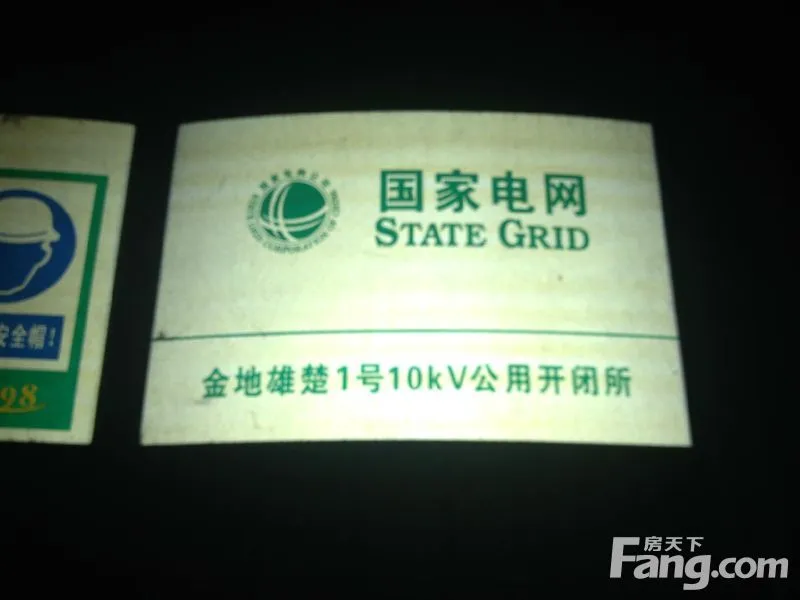 国家电网
STATE GRID
金地雄楚1号10kV公用开闭所
安全帽
98
房天下
Fang.com